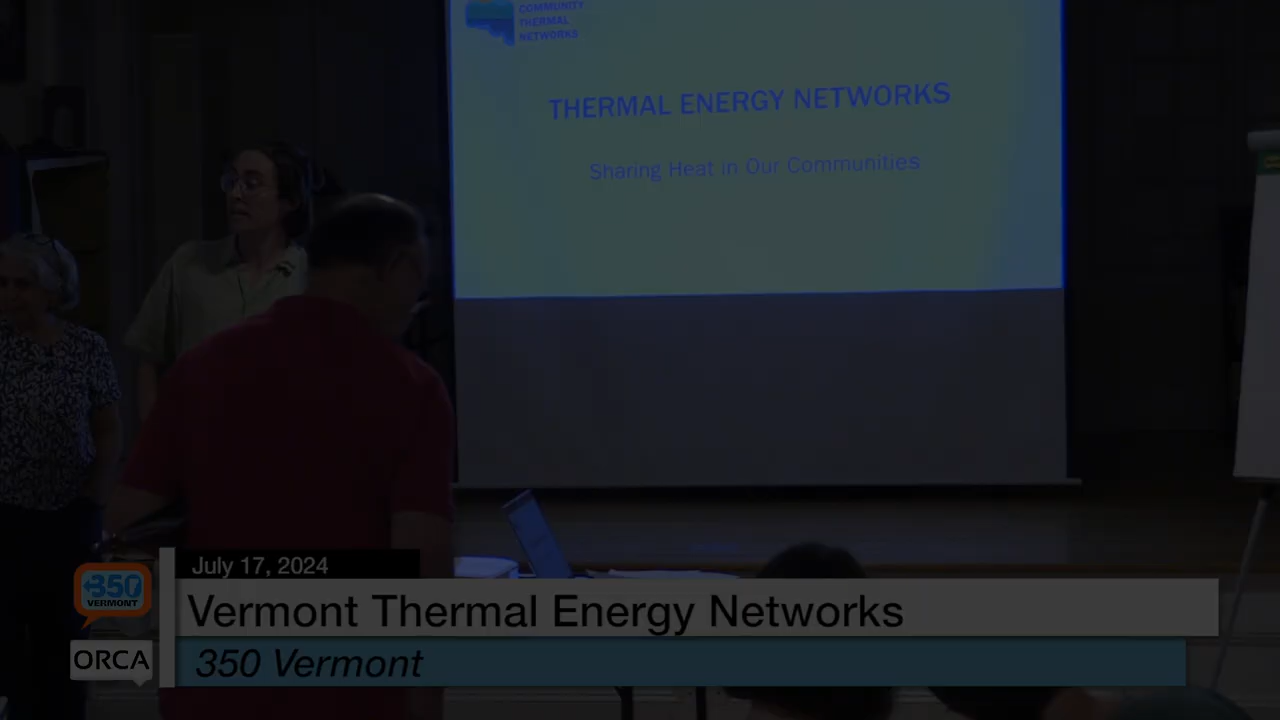 COMMUNITY
THERMAL
NETWORKS
THERMAL ENERGY NETWORKS
Sharing Heat in Our Communities
July 17, 2024
350
VERMONT
Vermont Thermal Energy Networks
ORCA
350 Vermont